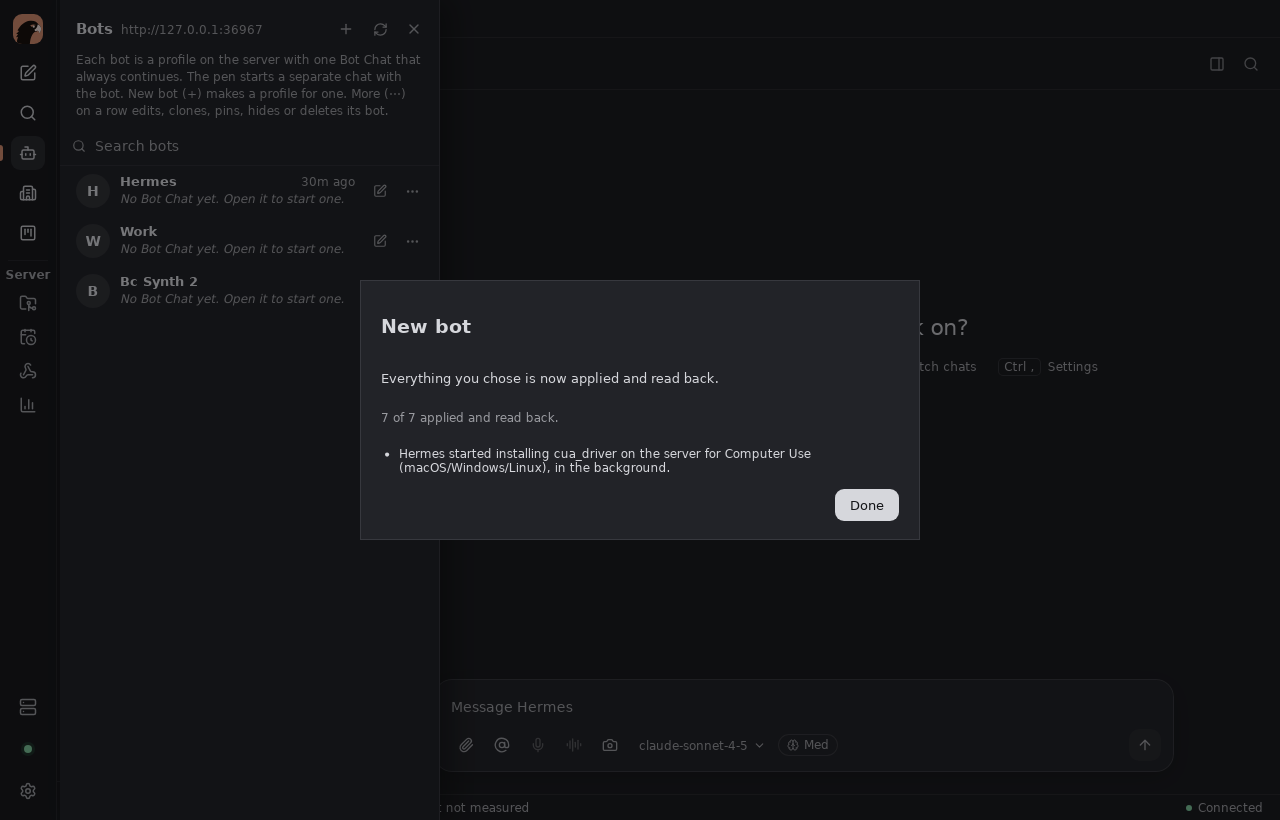 Bots http://127.0.0.1:36967
Each bot is a profile on the server with one Bot Chat that
always continues. The pen starts a separate chat with
the bot. New bot (+) makes a profile for one. More (···)
on a row edits, clones, pins, hides or deletes its bot.
Search bots
H
Hermes 30m ago
No Bot Chat yet. Open it to start one.
W
Work
No Bot Chat yet. Open it to start one.
Server
B
Bc Synth 2
No Bot Chat yet. Open it to start one.
New bot
Everything you chose is now applied and read back.
7 of 7 applied and read back.
• Hermes started installing cua_driver on the server for Computer Use
(macOS/Windows/Linux), in the background.
Done
on?
chats Ctrl , Settings
Message Hermes
claude-sonnet-4-5 Med
not measured
Connected